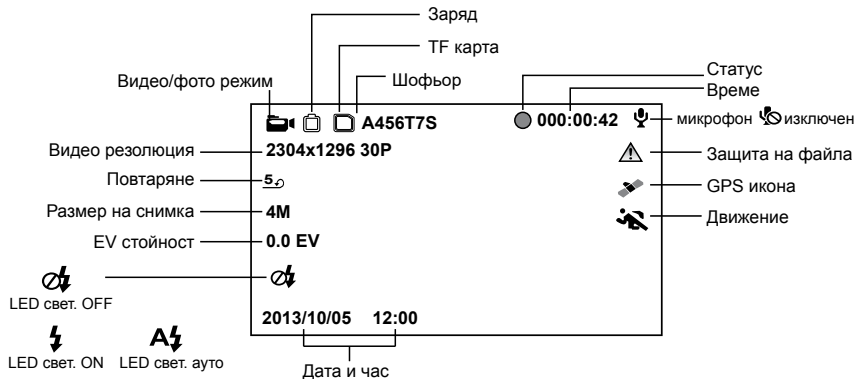 Заряд
TF карта
Видео/фото режим
Шофьор
Статус
Време
A456T7S
000:00:42
микрофон изключен
Видео резолюция
2304x1296 30P
Защита на файла
Повтаряне
5
GPS икона
Размер на снимка
4M
Движение
EV стойност
0.0 EV
LED свет. OFF
2013/10/05 12:00
A
LED свет. ON
LED свет. ауто
Дата и час